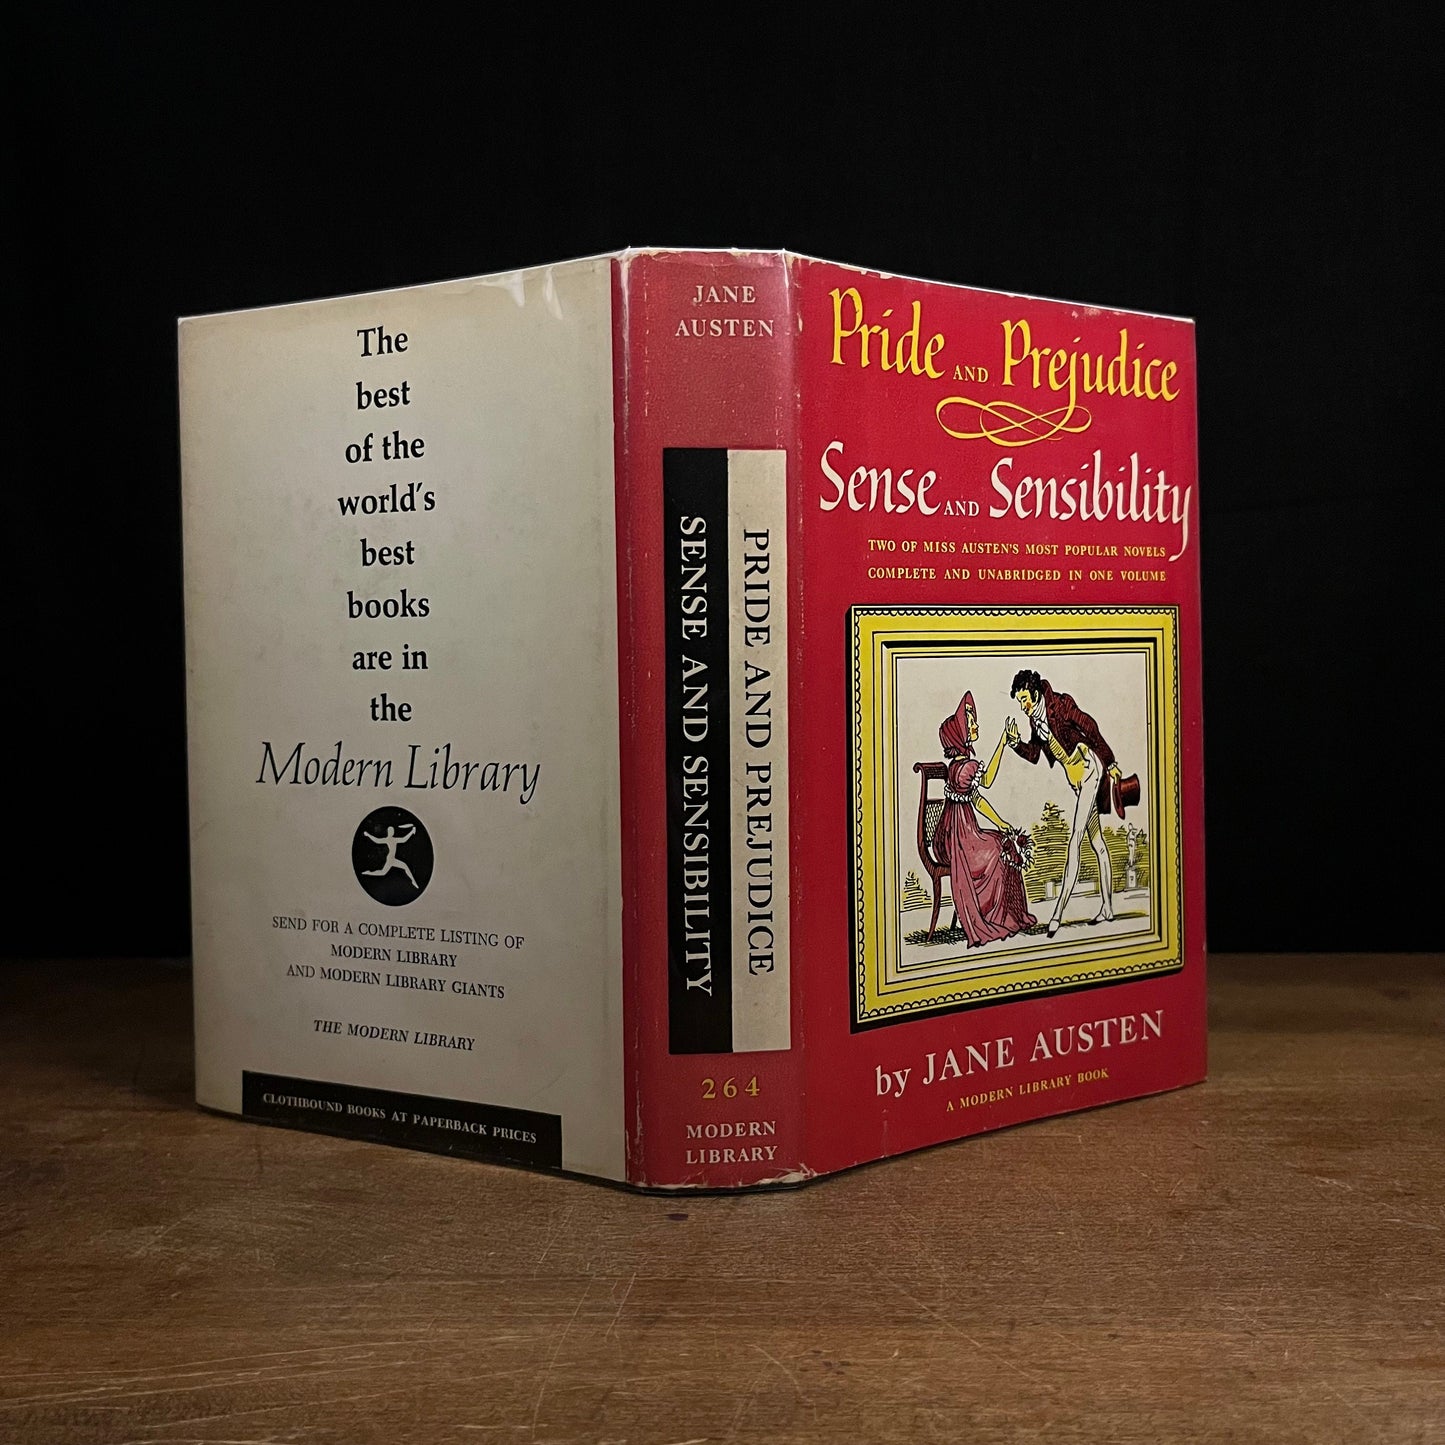 The
best
of the
world's
best
books
are in
the
Modern Library
SEND FOR A COMPLETE LISTING OF
MODERN LIBRARY
AND MODERN LIBRARY GIANTS
THE MODERN LIBRARY
CLOTHBOUND BOOKS AT PAPERBACK PRICES
JANE
AUSTEN
PRIDE AND PREJUDICE
SENSE AND SENSIBILITY
264
MODERN
LIBRARY
Pride AND Prejudice
Sense AND Sensibility
TWO OF MISS AUSTEN'S MOST POPULAR NOVELS
COMPLETE AND UNABRIDGED IN ONE VOLUME
by JANE AUSTEN
A MODERN LIBRARY BOOK